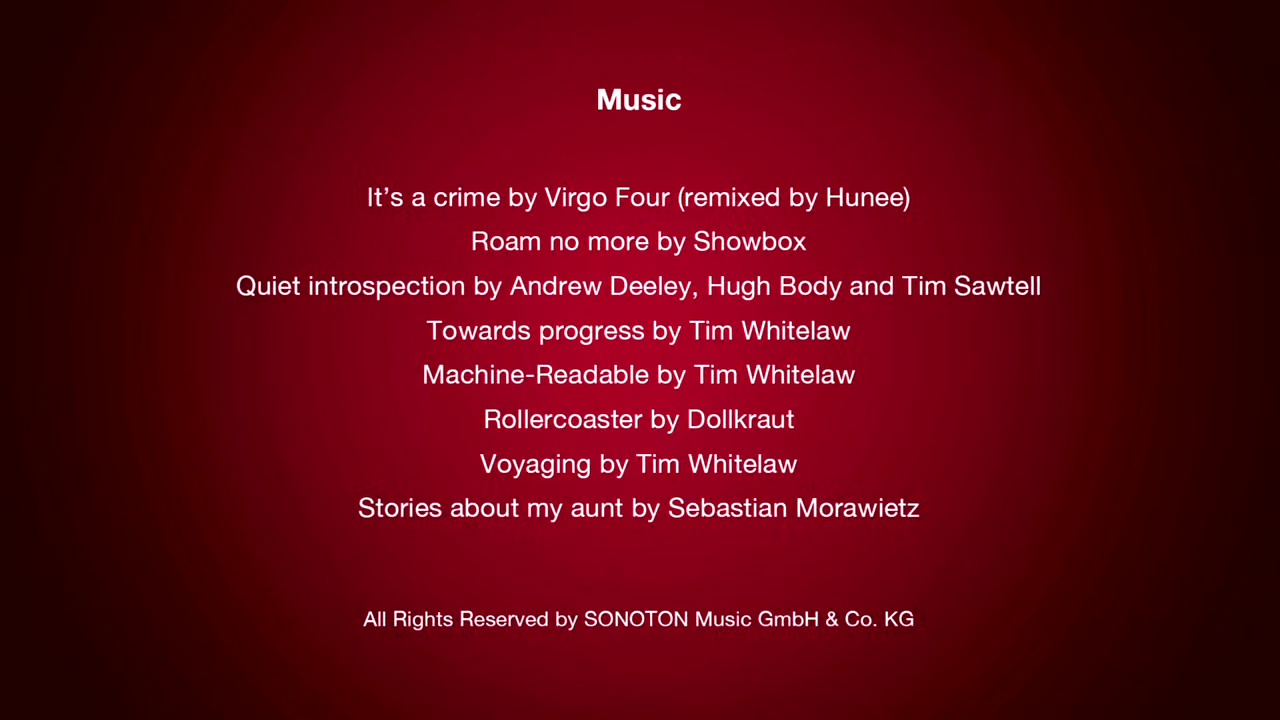 Music
It’s a crime by Virgo Four (remixed by Hunee)
Roam no more by Showbox
Quiet introspection by Andrew Deeley, Hugh Body and Tim Sawtell
Towards progress by Tim Whitelaw
Machine-Readable by Tim Whitelaw
Rollercoaster by Dollkraut
Voyaging by Tim Whitelaw
Stories about my aunt by Sebastian Morawietz
All Rights Reserved by SONOTON Music GmbH & Co. KG